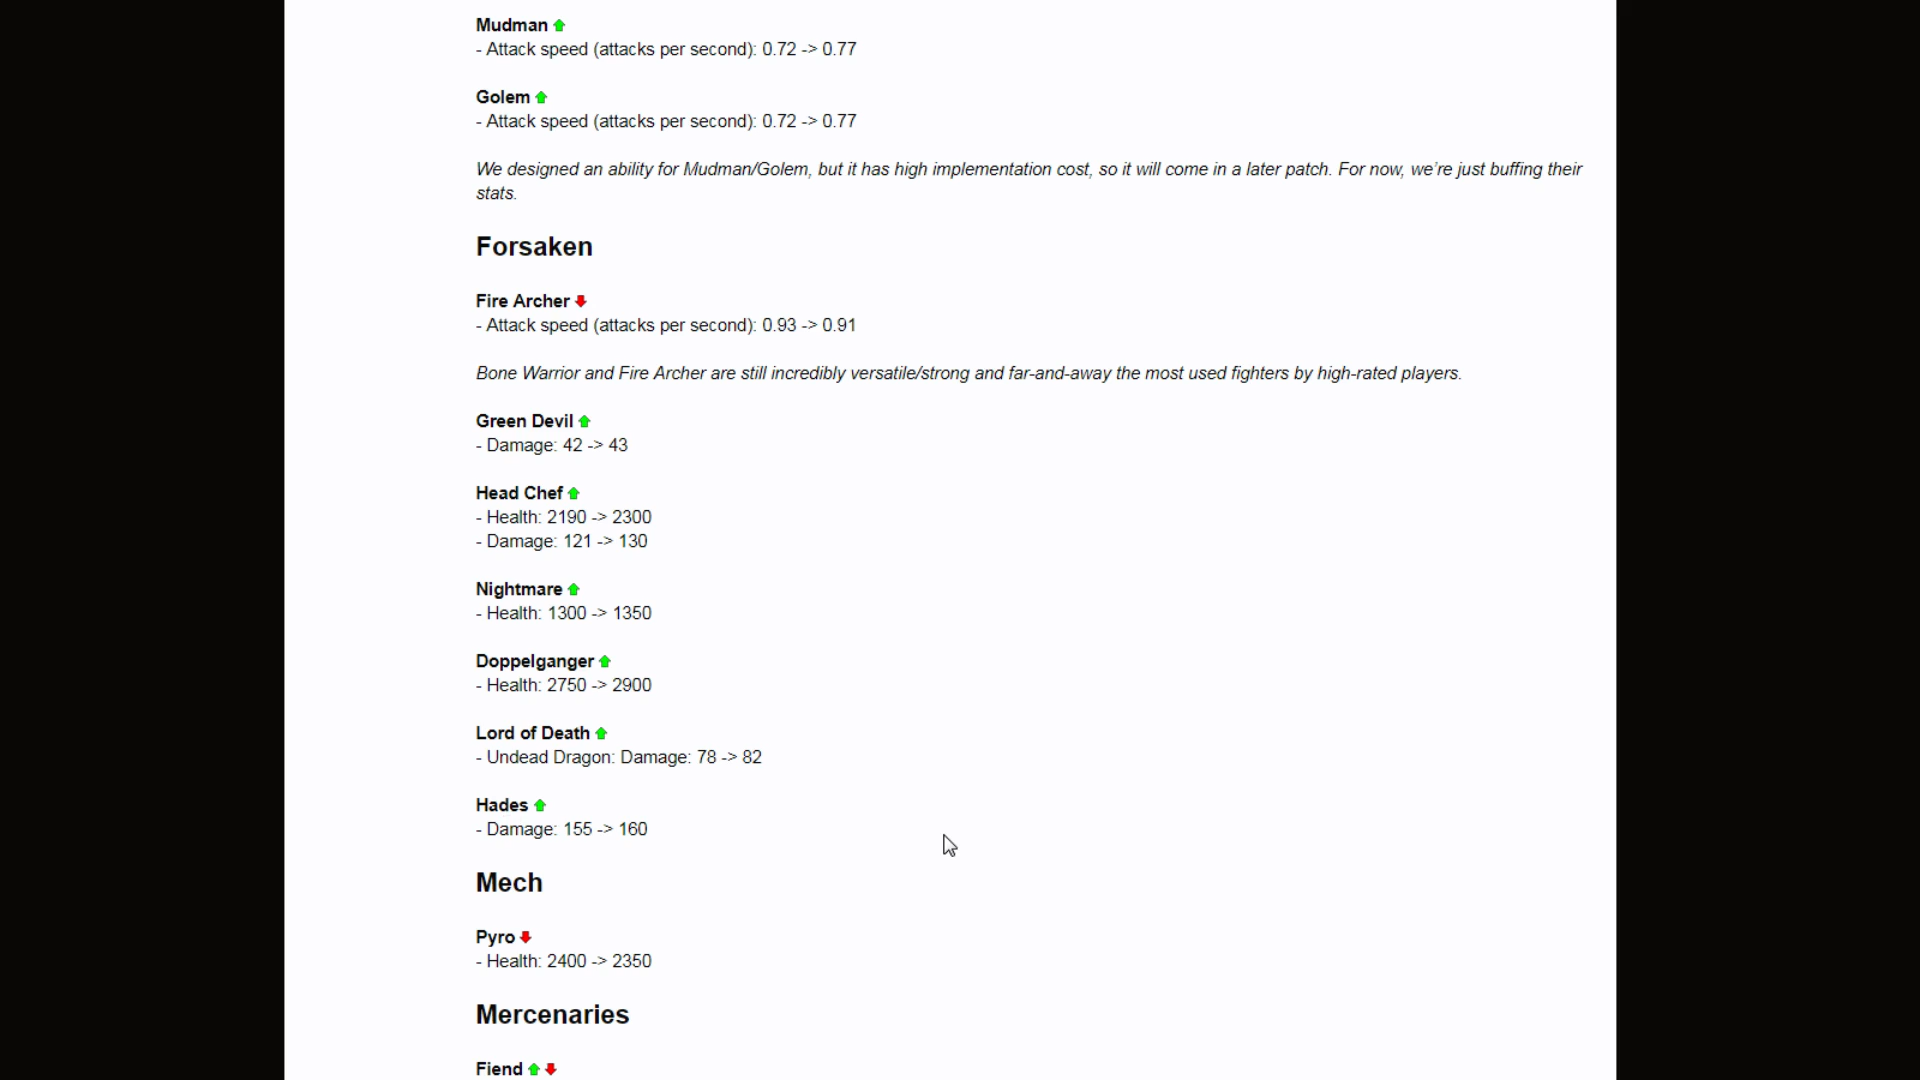 Mudman
- Attack speed (attacks per second): 0.72 -> 0.77
Golem
- Attack speed (attacks per second): 0.72 -> 0.77
We designed an ability for Mudman/Golem, but it has high implementation cost, so it will come in a later patch. For now, we're just buffing their
stats.
Forsaken
Fire Archer
- Attack speed (attacks per second): 0.93 -> 0.91
Bone Warrior and Fire Archer are still incredibly versatile/strong and far-and-away the most used fighters by high-rated players.
Green Devil
- Damage: 42 -> 43
Head Chef
- Health: 2190 -> 2300
- Damage: 121 -> 130
Nightmare
- Health: 1300 -> 1350
Doppelganger
- Health: 2750 -> 2900
Lord of Death
- Undead Dragon: Damage: 78 -> 82
Hades
- Damage: 155 -> 160
Mech
Pyro
- Health: 2400 -> 2350
Mercenaries
Fiend